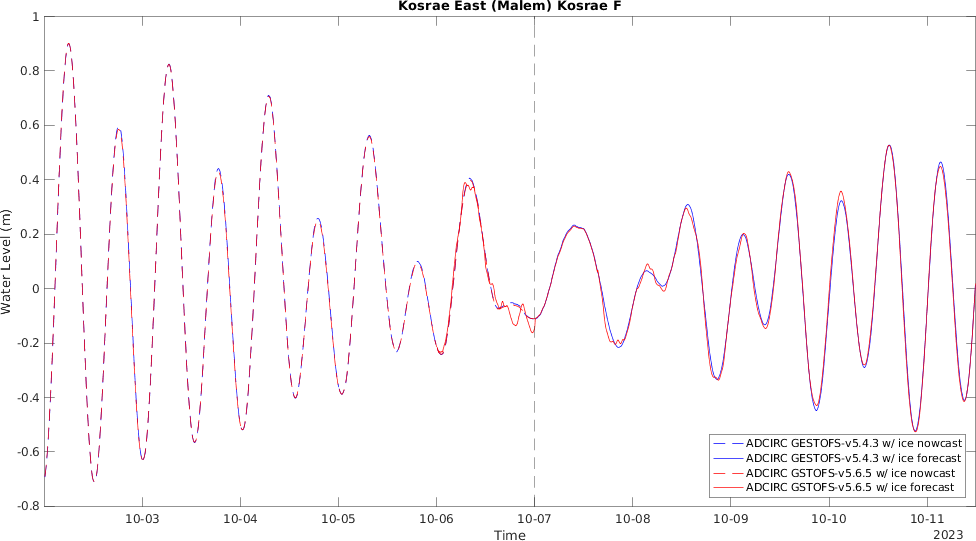 Kosrae East (Malem) Kosrae F
Water Level (m)
1
0.8
0.6
0.4
0.2
0
-0.2
-0.4
-0.6
-0.8
ADCIRC GESTOFS-v5.4.3 w/ ice nowcast
ADCIRC GESTOFS-v5.4.3 w/ ice forecast
ADCIRC GSTOFS-v5.6.5 w/ ice nowcast
ADCIRC GSTOFS-v5.6.5 w/ ice forecast
10-03 10-04 10-05 10-06 10-07 10-08 10-09 10-10 10-11
Time
2023